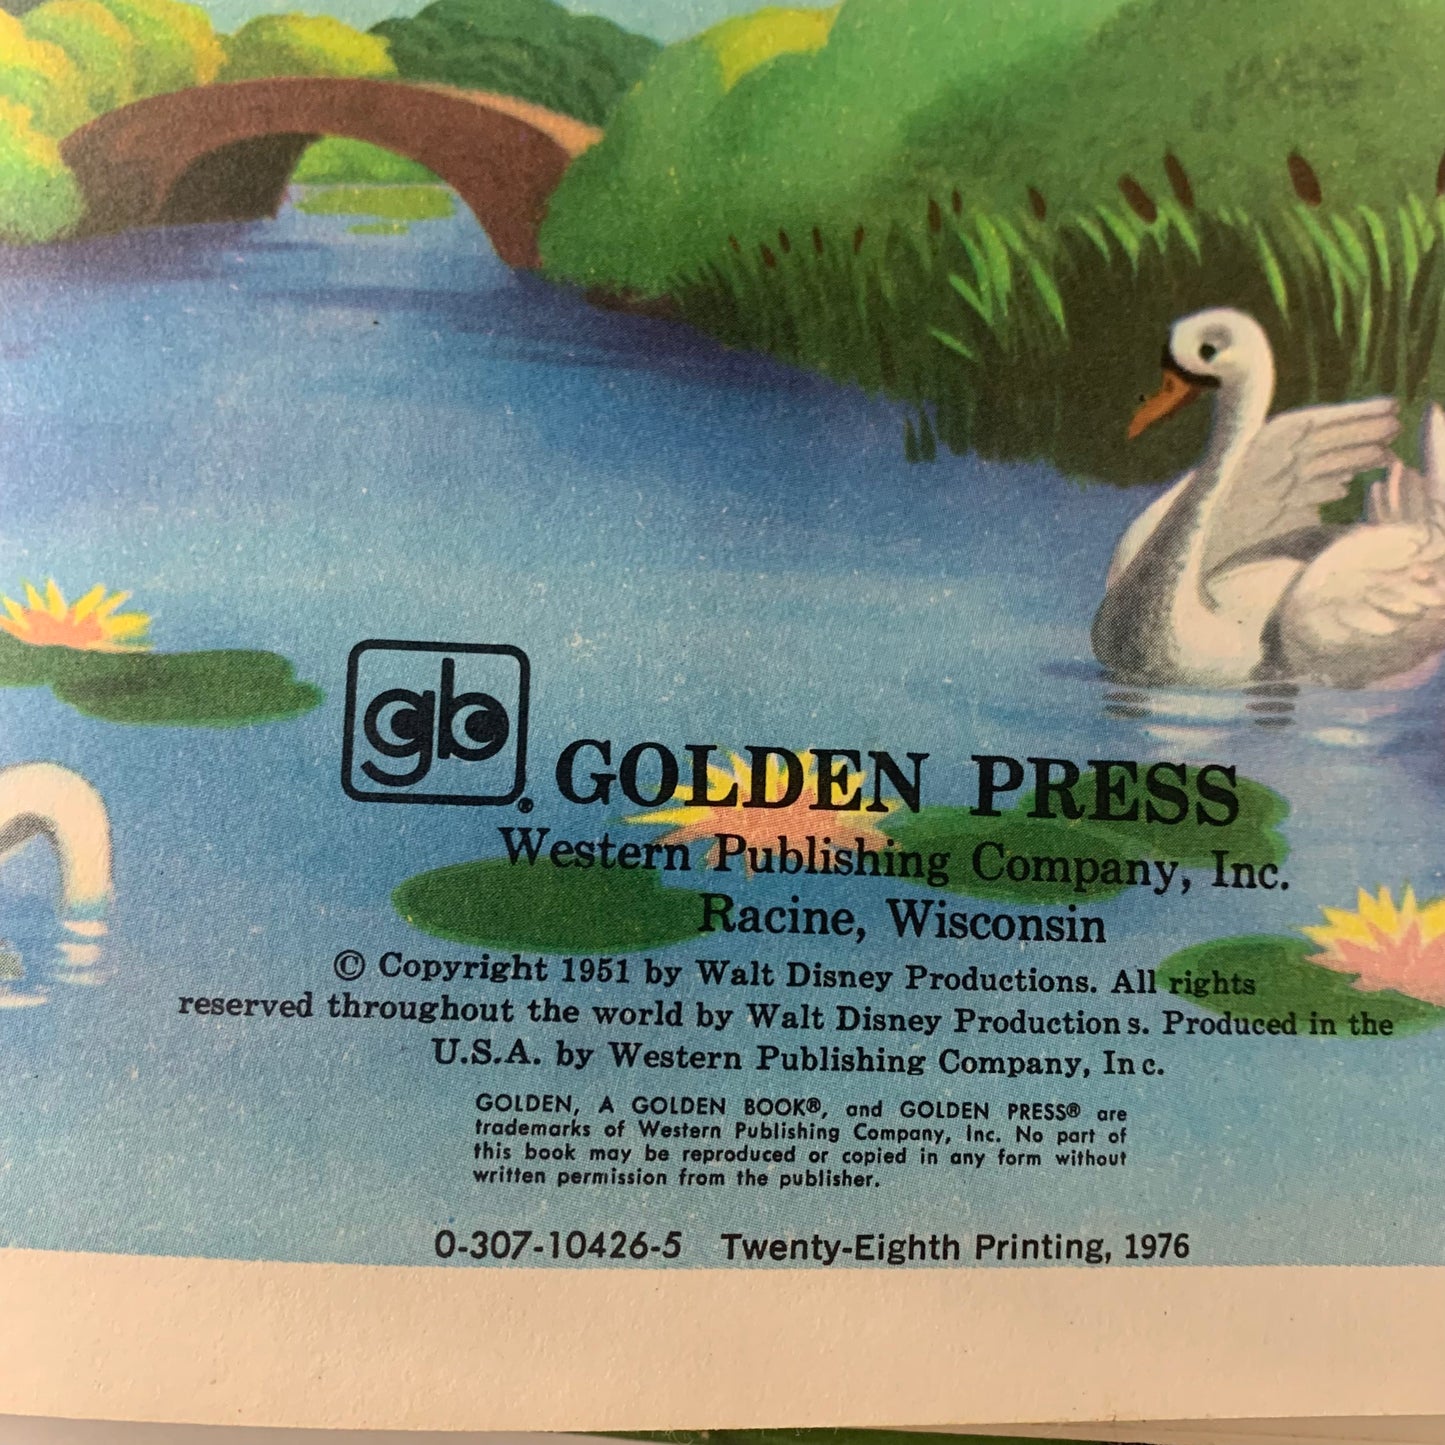 gb®
GOLDEN PRESS
Western Publishing Company, Inc.
Racine, Wisconsin
© Copyright 1951 by Walt Disney Productions. All rights
reserved throughout the world by Walt Disney Productions. Produced in the
U.S.A. by Western Publishing Company, Inc.
GOLDEN, A GOLDEN BOOK®, and GOLDEN PRESS® are
trademarks of Western Publishing Company, Inc. No part of
this book may be reproduced or copied in any form without
written permission from the publisher.
0-307-10426-5 Twenty-Eighth Printing, 1976